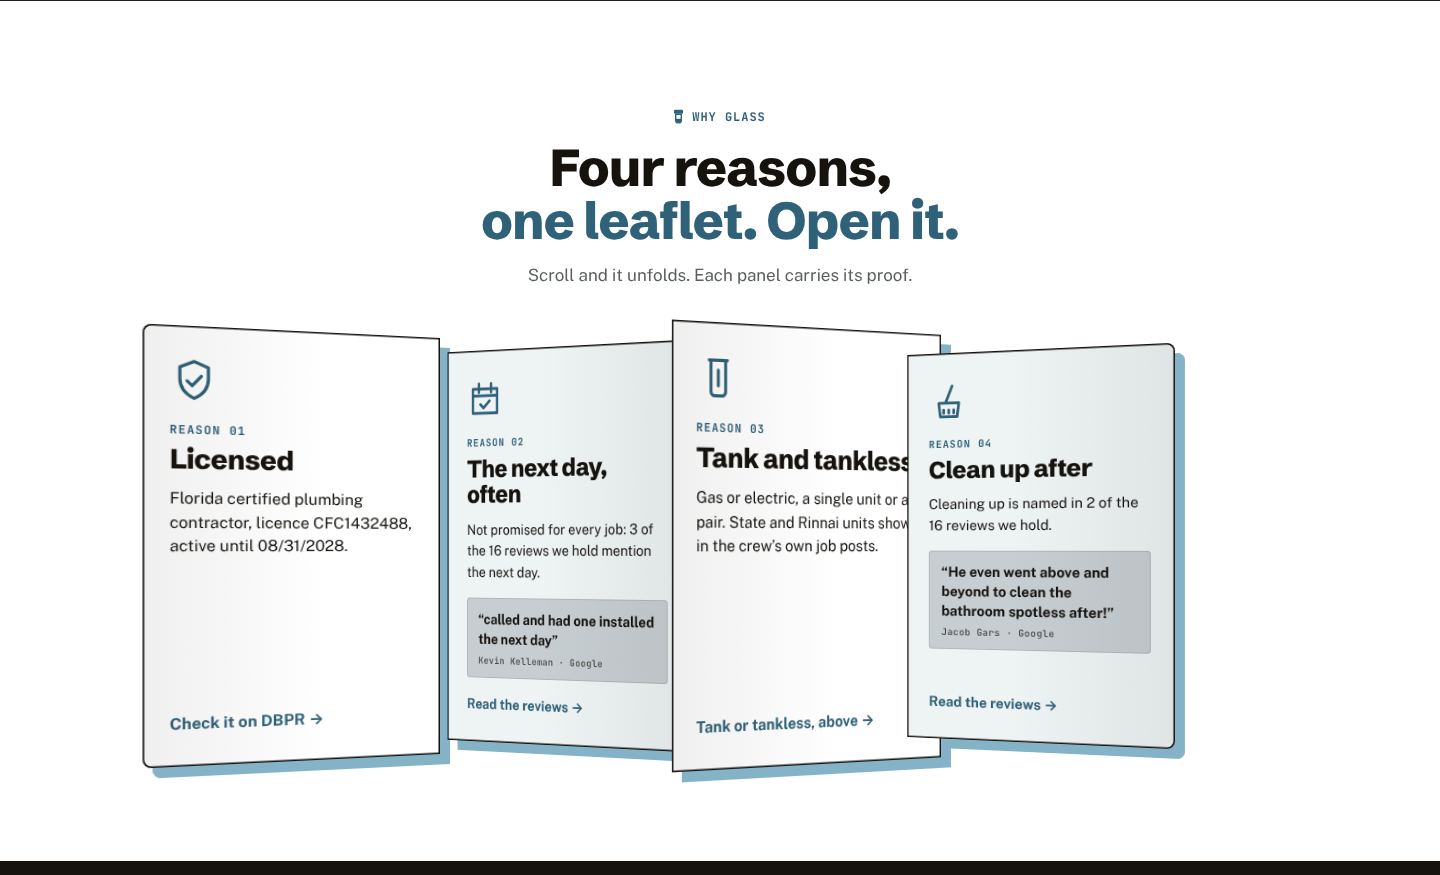 WHY GLASS
Four reasons,
one leaflet. Open it.
Scroll and it unfolds. Each panel carries its proof.
REASON 01
Licensed
Florida certified plumbing
contractor, licence CFC1432488,
active until 08/31/2028.
Check it on DBPR →
REASON 02
The next day,
often
Not promised for every job: 3 of
the 16 reviews we hold mention
the next day.
“called and had one installed
the next day”
Kevin Kelleman · Google
Read the reviews →
REASON 03
Tank and tankless
Gas or electric, a single unit or a
pair. State and Rinnai units show
in the crew’s own job posts.
Tank or tankless, above →
REASON 04
Clean up after
Cleaning up is named in 2 of the
16 reviews we hold.
“He even went above and
beyond to clean the
bathroom spotless after!”
Jacob Gars · Google
Read the reviews →